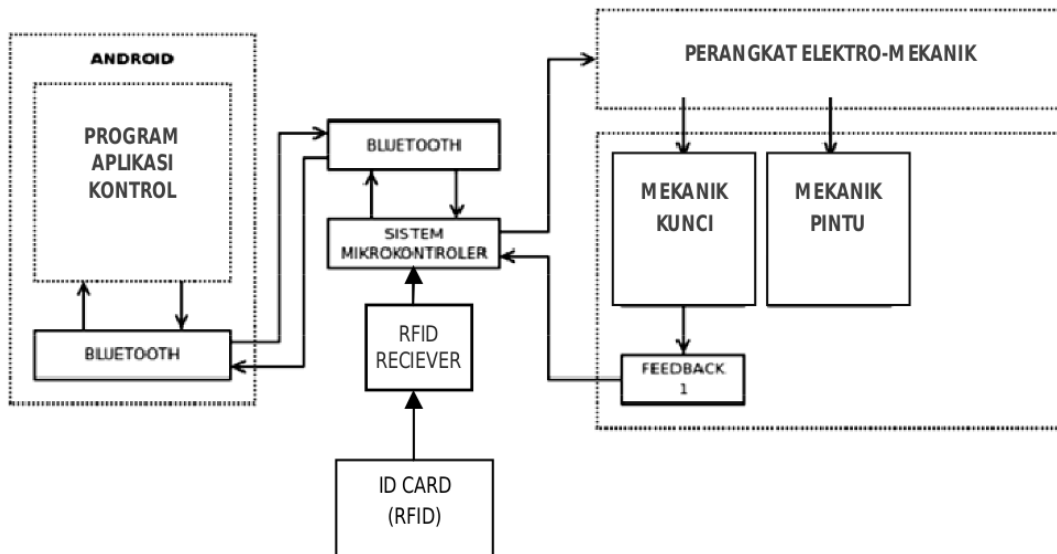 ANDROID
PROGRAM
APLIKASI
KONTROL
BLUETOOTH
BLUETOOTH
SISTEM
MIKROKONTROLER
RFID
RECIEVER
ID CARD
(RFID)
PERANGKAT ELEKTRO-MEKANIK
MEKANIK
KUNCI
MEKANIK
PINTU
FEEDBACK
1